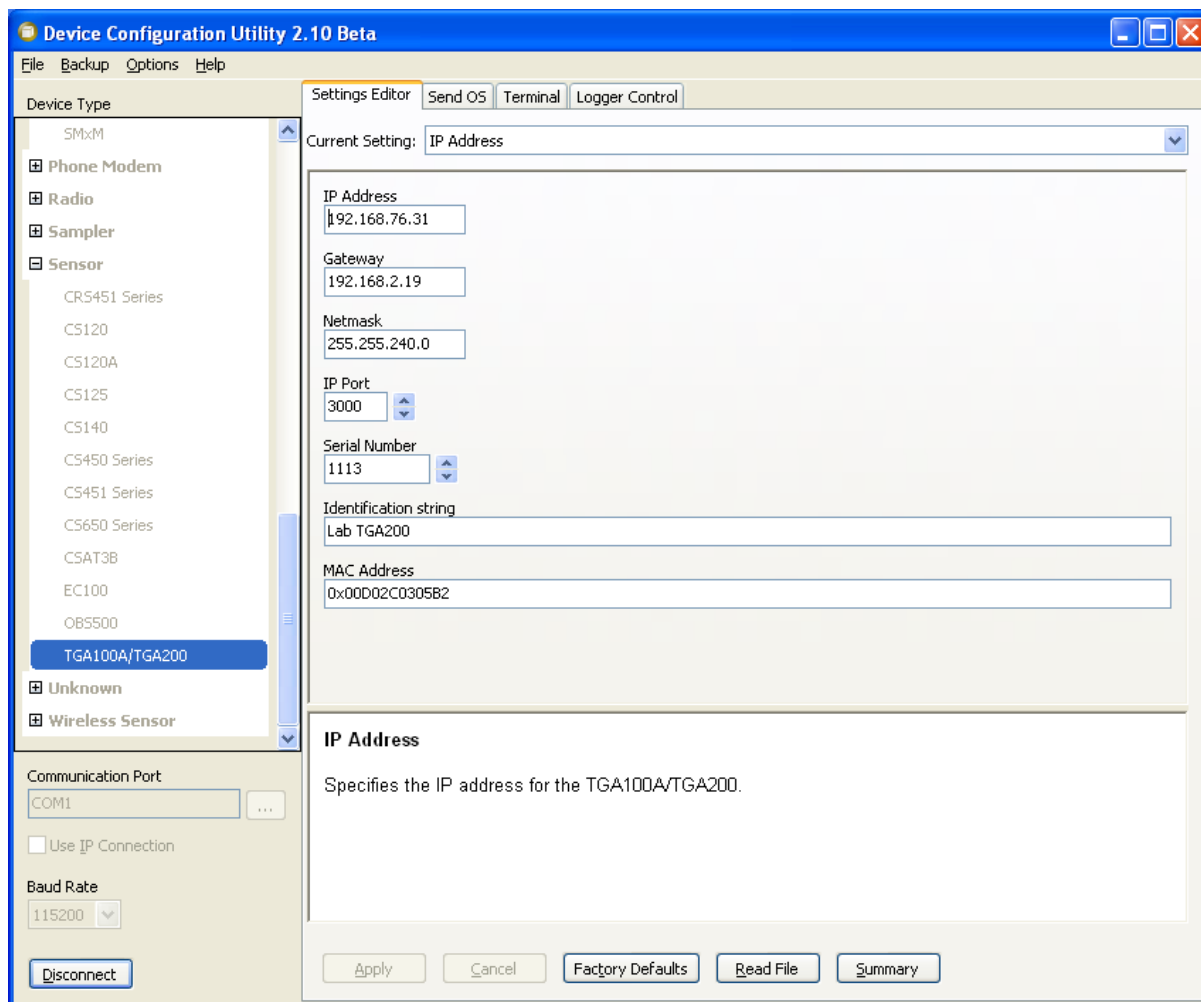 Device Configuration Utility 2.10 Beta
File Backup Options Help
Device Type
SMxM
Phone Modem
Radio
Sampler
Sensor
CRS451 Series
CS120
CS120A
CS125
CS140
CS450 Series
CS451 Series
CS650 Series
CSAT3B
EC100
OBS500
TGA100A/TGA200
Unknown
Wireless Sensor
Communication Port
COM1
...
Use IP Connection
Baud Rate
115200
Disconnect
Settings Editor Send OS Terminal Logger Control
Current Setting: IP Address
IP Address
192.168.76.31
Gateway
192.168.2.19
Netmask
255.255.240.0
IP Port
3000
Serial Number
1113
Identification string
Lab TGA200
MAC Address
0x00D02C0305B2
IP Address
Specifies the IP address for the TGA100A/TGA200.
Apply Cancel Factory Defaults Read File Summary